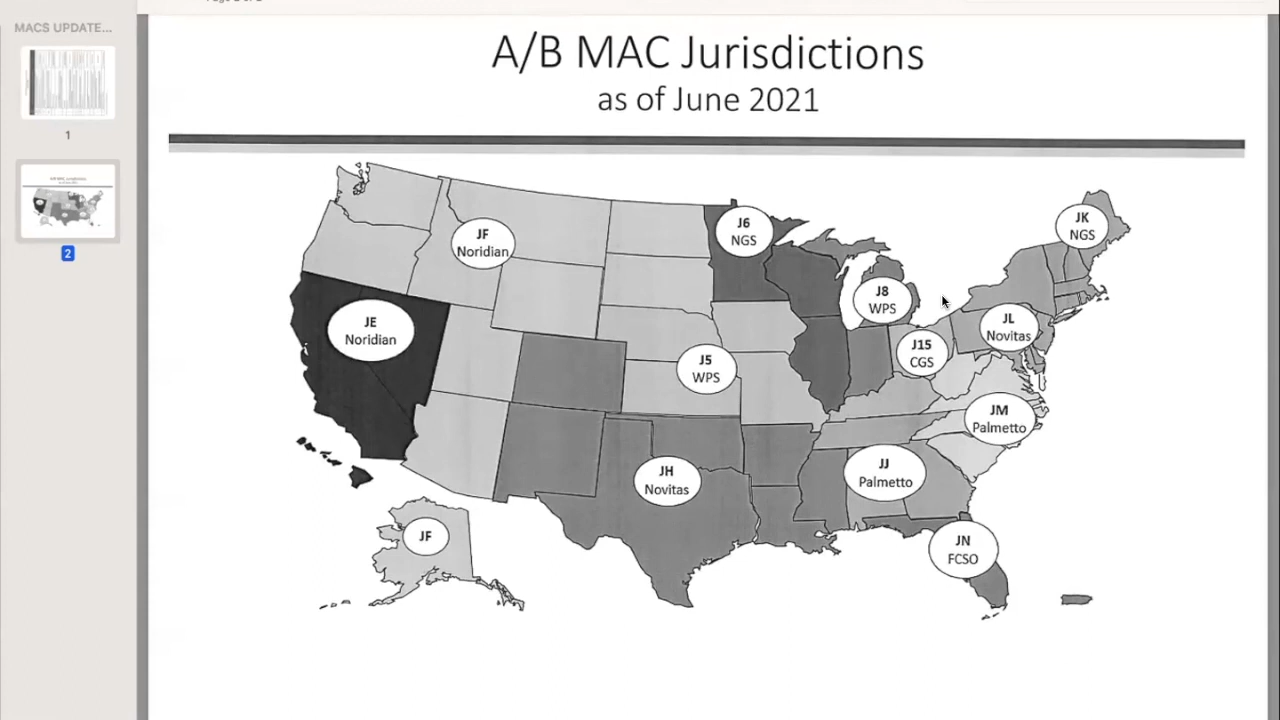 MACS UPDATE...
1
2
A/B MAC Jurisdictions
as of June 2021
JF
Noridian
J6
NGS
JK
NGS
J8
WPS
JE
Noridian
JL
Novitas
J15
CGS
J5
WPS
JM
Palmetto
JH
Novitas
JJ
Palmetto
JF
JN
FCSO